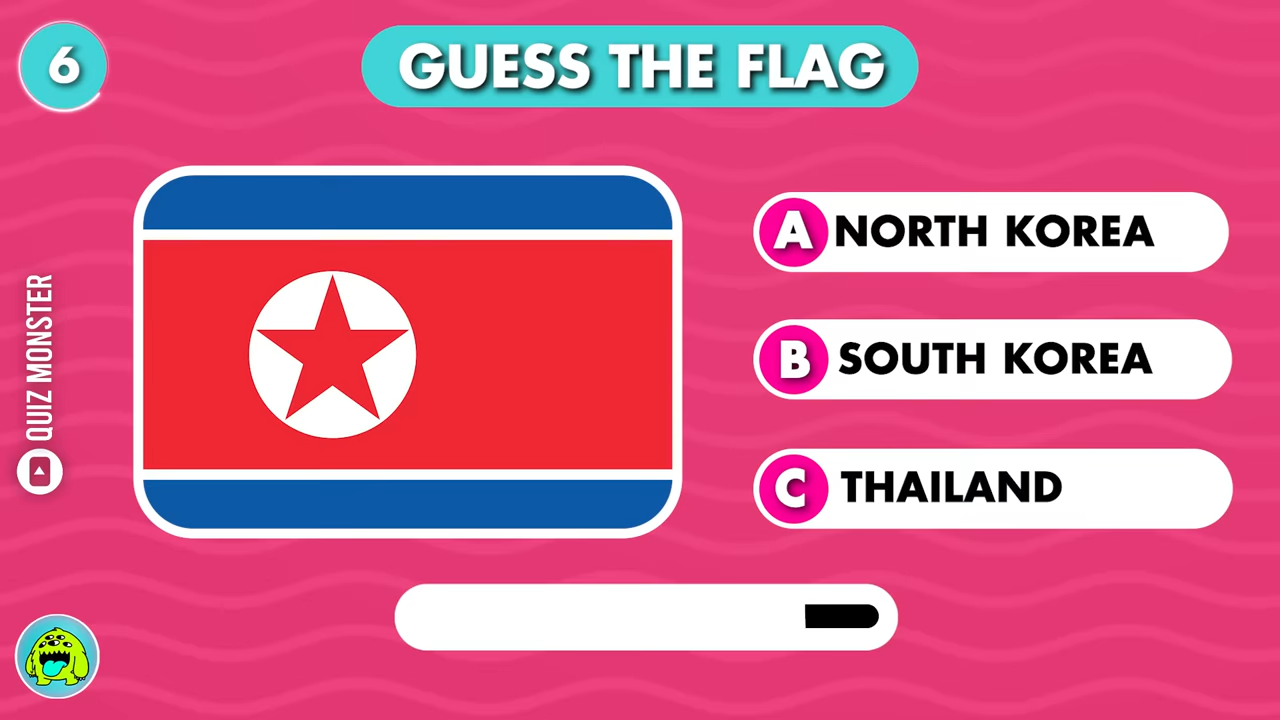 6
GUESS THE FLAG
A NORTH KOREA
B SOUTH KOREA
C THAILAND
QUIZ MONSTER